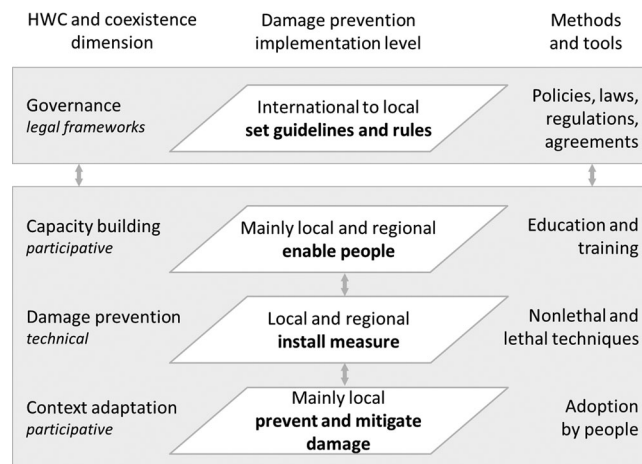 HWC and coexistence
dimension
Damage prevention
implementation level
Methods
and tools
Governance
legal frameworks
International to local
set guidelines and rules
Policies, laws,
regulations,
agreements
Capacity building
participative
Mainly local and regional
enable people
Education and
training
Damage prevention
technical
Local and regional
install measure
Nonlethal and
lethal techniques
Context adaptation
participative
Mainly local
prevent and mitigate
damage
Adoption
by people